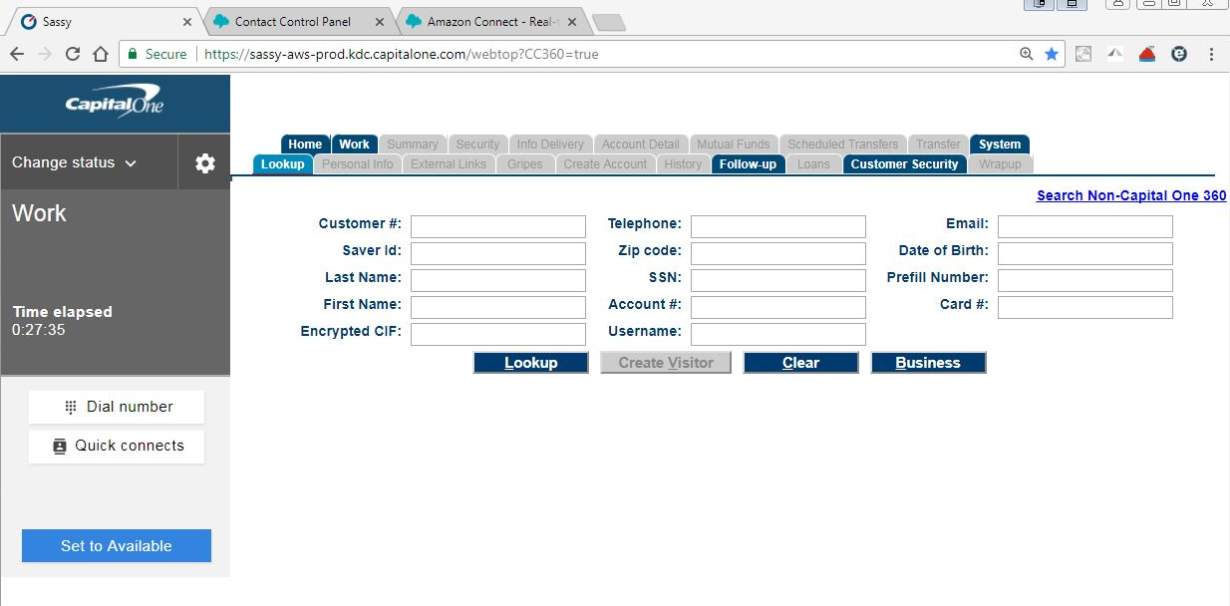 Sassy Contact Control Panel Amazon Connect - Real-
Secure https://sassy-aws-prod.kdc.capitalone.com/webtop?CC360=true
Capital One
Change status
Home Work Summary Security Info Delivery Account Detail Mutual Funds Scheduled Transfers Transfer System
Lookup Personal Info External Links Gripes Create Account History Follow-up Loans Customer Security Wrapup
Search Non-Capital One 360
Work
Time elapsed
0:27:35
Customer #: Telephone: Email:
Saver Id: Zip code: Date of Birth:
Last Name: SSN: Prefill Number:
First Name: Account #: Card #:
Encrypted CIF: Username:
Lookup Create Visitor Clear Business
Dial number
Quick connects
Set to Available